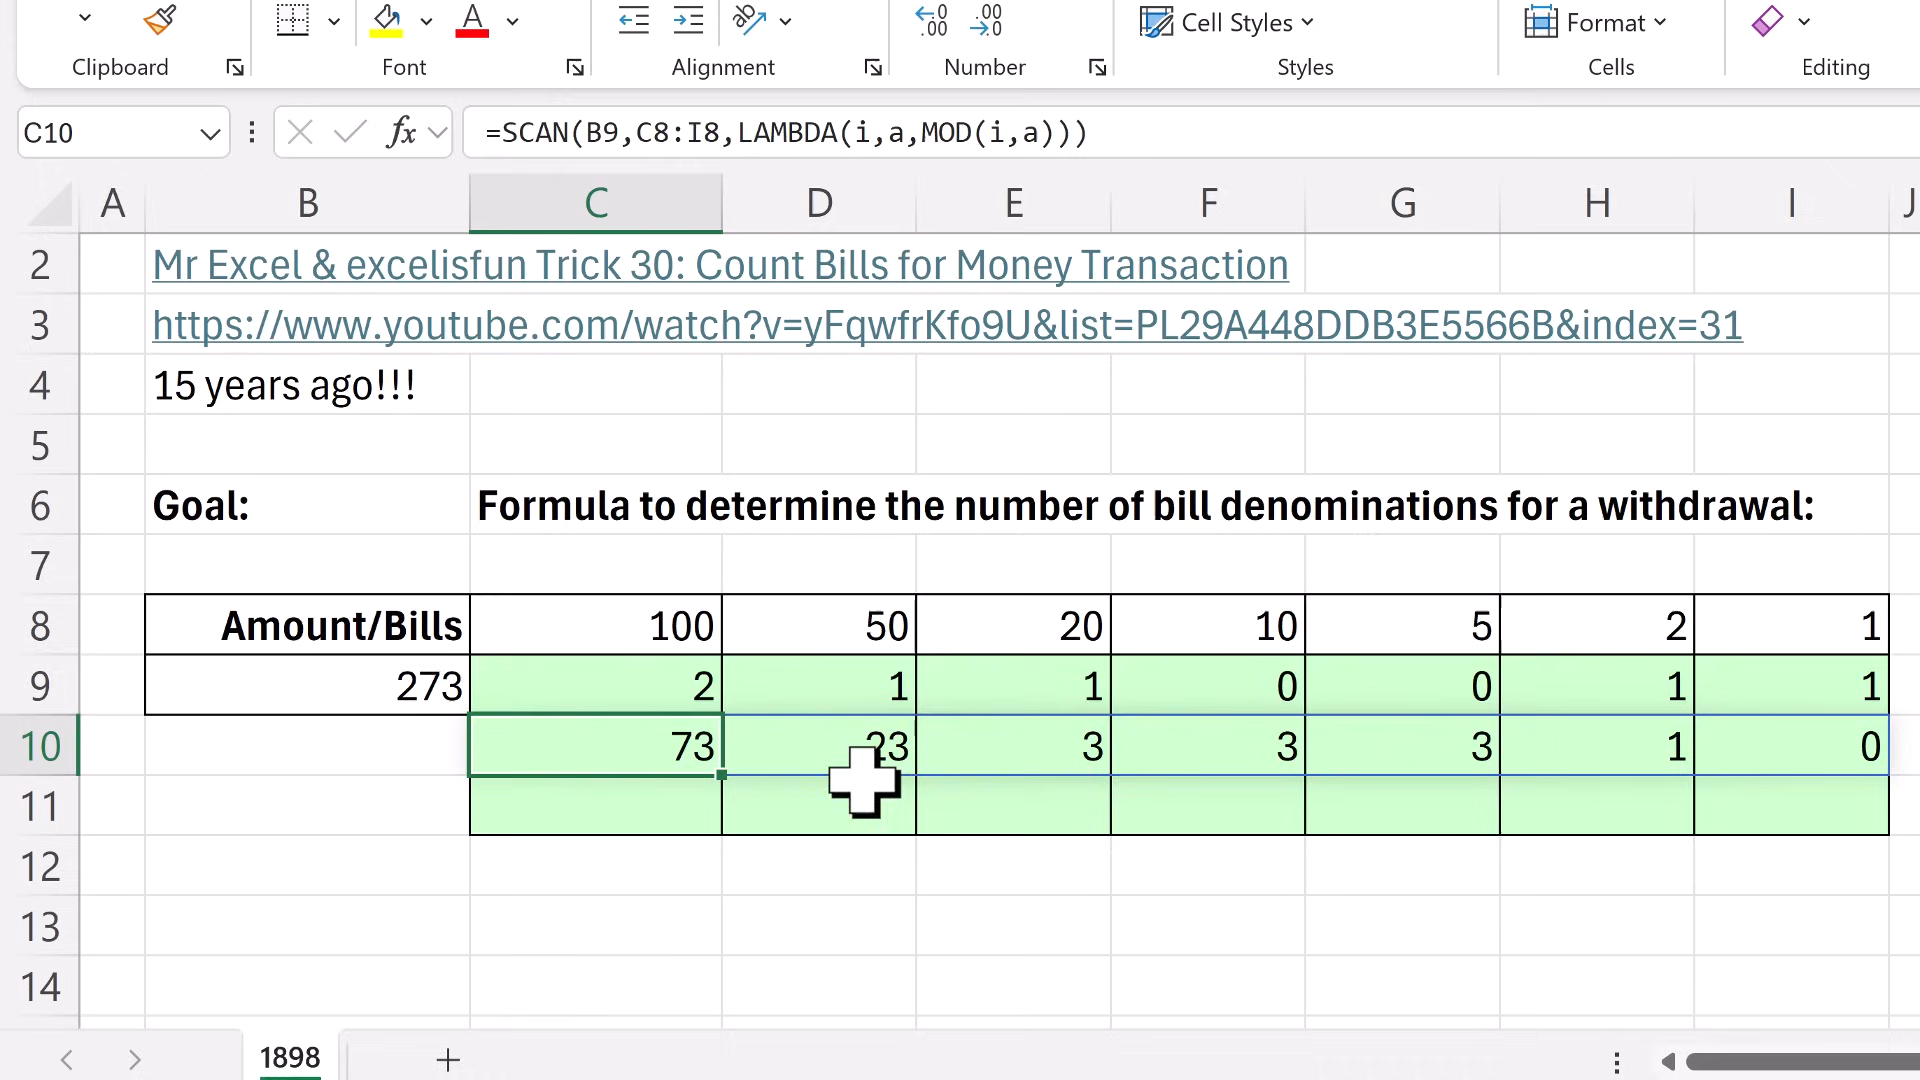 Cell Styles
Format
Clipboard
Font
Alignment
Number
Styles
Cells
Editing
C10
fx
=SCAN(B9,C8:I8,LAMBDA(i,a,MOD(i,a)))
A B C D E F G H I J
2 Mr Excel & excelisfun Trick 30: Count Bills for Money Transaction
3 https://www.youtube.com/watch?v=yFqwfrKfo9U&list=PL29A448DDB3E5566B&index=31
4 15 years ago!!!
5
6 Goal: Formula to determine the number of bill denominations for a withdrawal:
7
8 Amount/Bills 100 50 20 10 5 2 1
9 273 2 1 1 0 0 1 1
10 73 23 3 3 3 1 0
11
12
13
14
1898